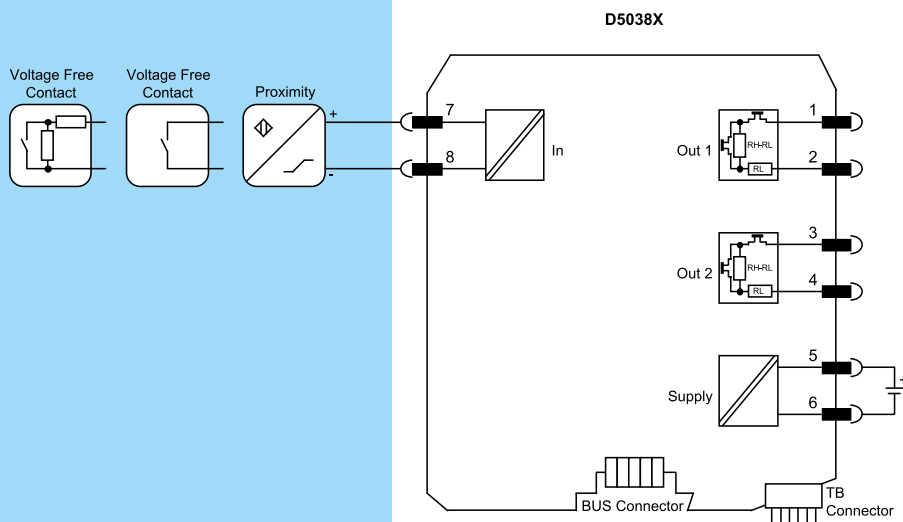 D5038X
Voltage Free
Contact
Voltage Free
Contact
Proximity
+
-
7
8
In
Out 1
RH-RL
RL
1
2
Out 2
RH-RL
RL
3
4
Supply
5
6
+
BUS Connector
TB
Connector